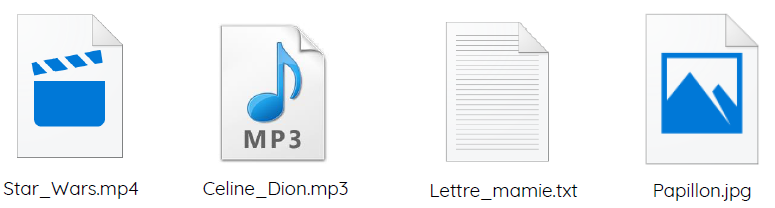 MP3
Star_Wars.mp4
Celine_Dion.mp3
Lettre_mamie.txt
Papillon.jpg